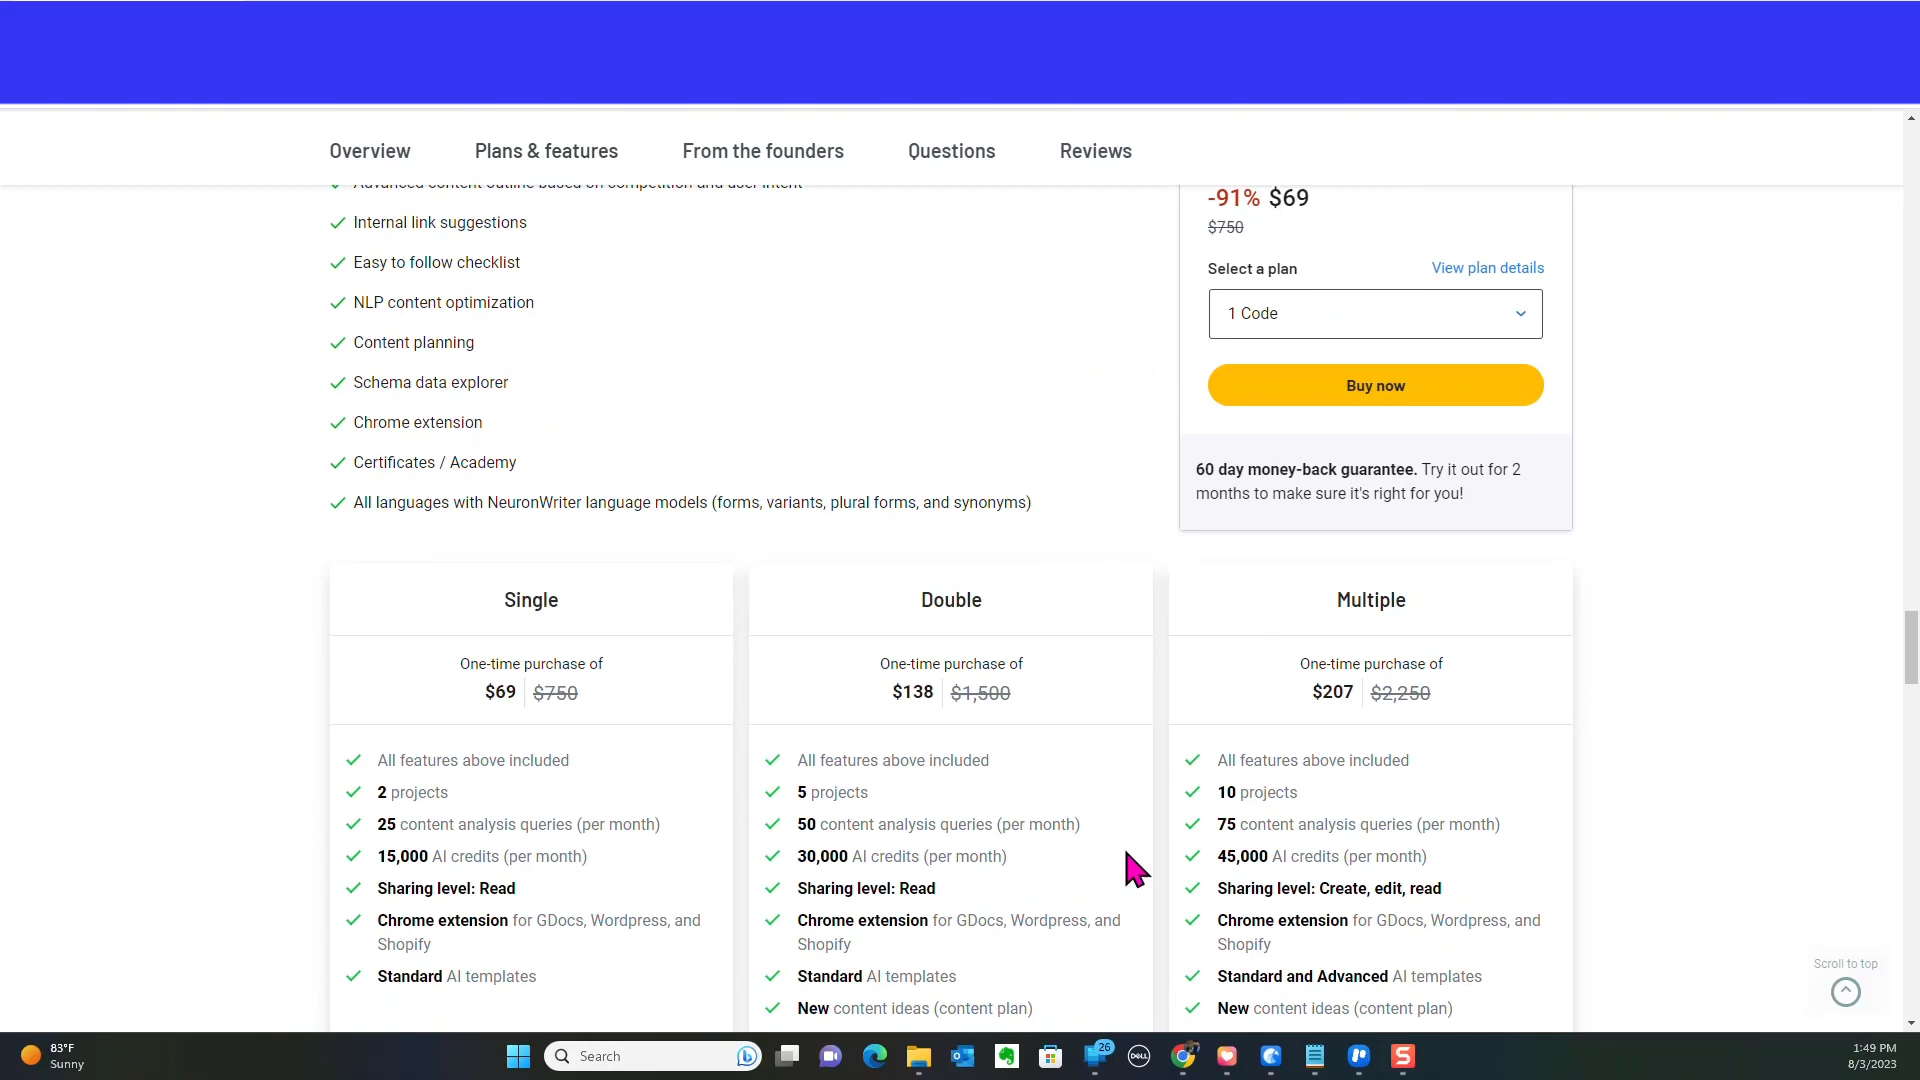 Overview Plans & features From the founders Questions Reviews
Advanced content outline based on competition and user intent
Internal link suggestions
Easy to follow checklist
NLP content optimization
Content planning
Schema data explorer
Chrome extension
Certificates / Academy
All languages with NeuronWriter language models (forms, variants, plural forms, and synonyms)
-91% $69
$750
Select a plan View plan details
1 Code
Buy now
60 day money-back guarantee. Try it out for 2
months to make sure it's right for you!
Single
One-time purchase of
$69 $750
All features above included
2 projects
25 content analysis queries (per month)
15,000 AI credits (per month)
Sharing level: Read
Chrome extension for GDocs, Wordpress, and
Shopify
Standard AI templates
Double
One-time purchase of
$138 $1,500
All features above included
5 projects
50 content analysis queries (per month)
30,000 AI credits (per month)
Sharing level: Read
Chrome extension for GDocs, Wordpress, and
Shopify
Standard AI templates
New content ideas (content plan)
Multiple
One-time purchase of
$207 $2,250
All features above included
10 projects
75 content analysis queries (per month)
45,000 AI credits (per month)
Sharing level: Create, edit, read
Chrome extension for GDocs, Wordpress, and
Shopify
Standard and Advanced AI templates
New content ideas (content plan)
Scroll to top
83°F
Sunny
Search
26
DELL
1:49 PM
8/3/2023